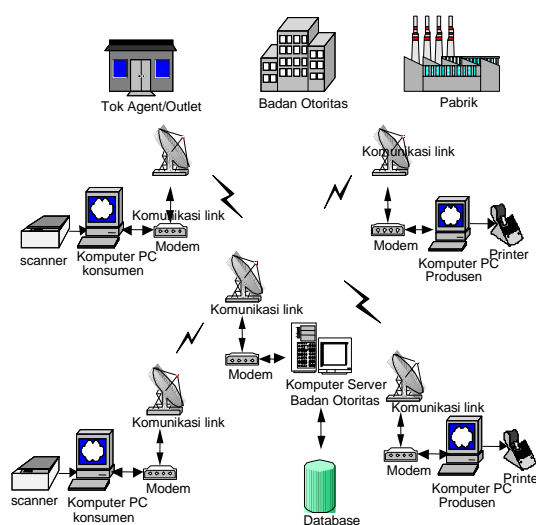 Tok Agent/Outlet
Badan Otoritas
Pabrik
Komunikasi link
Komunikasi link
scanner
Komputer PC
konsumen
Modem
Modem
Komputer PC
Produsen
Printer
Komunikasi link
Modem
Komputer Server
Badan Otoritas
Komunikasi link
Komunikasi link
scanner
Komputer PC
konsumen
Modem
Modem
Komputer PC
Produsen
Printe
Database